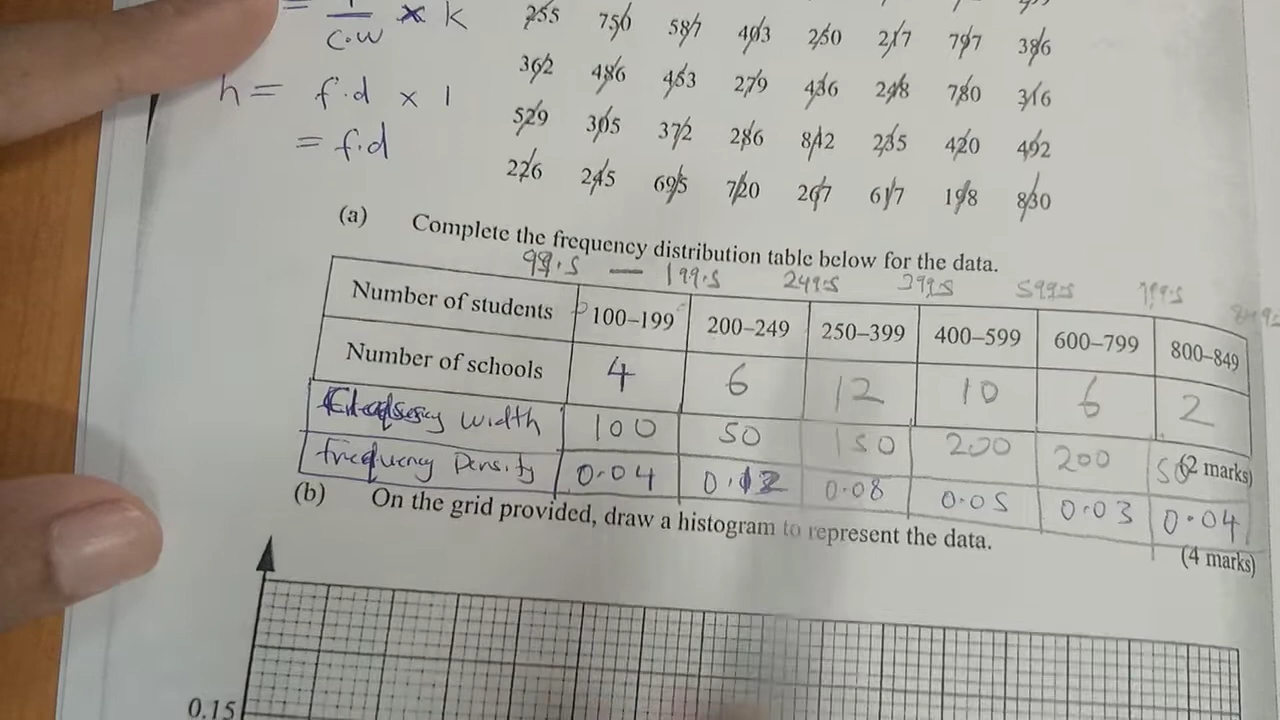 = 1/C.W × K
255 750 587 403 250 217 797 386
h = f.d × 1
362 486 453 279 436 248 780 316
= f.d
529 305 372 286 842 235 420 492
226 245 695 720 267 617 198 830
(a) Complete the frequency distribution table below for the data.
99.5 — 199.5 249.5 399.5 599.5 799.5 849.5
Number of students 100–199 200–249 250–399 400–599 600–799 800–849
Number of schools 4 6 12 10 6 2
width 100 50 150 200 200 50
(2 marks)
frequency Density 0.04 0.12 0.08 0.05 0.03 0.04
(b) On the grid provided, draw a histogram to represent the data.
(4 marks)
0.15